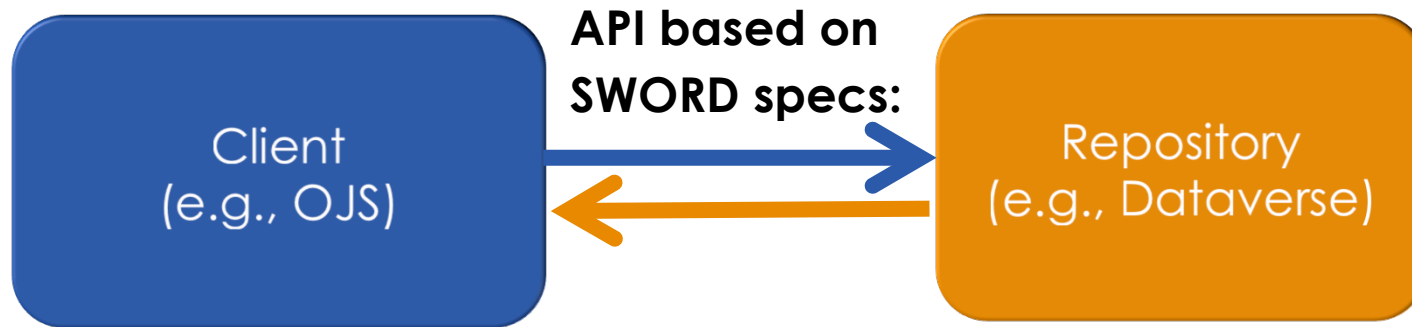 API based on
SWORD specs:
Client
(e.g., OJS)
Repository
(e.g., Dataverse)